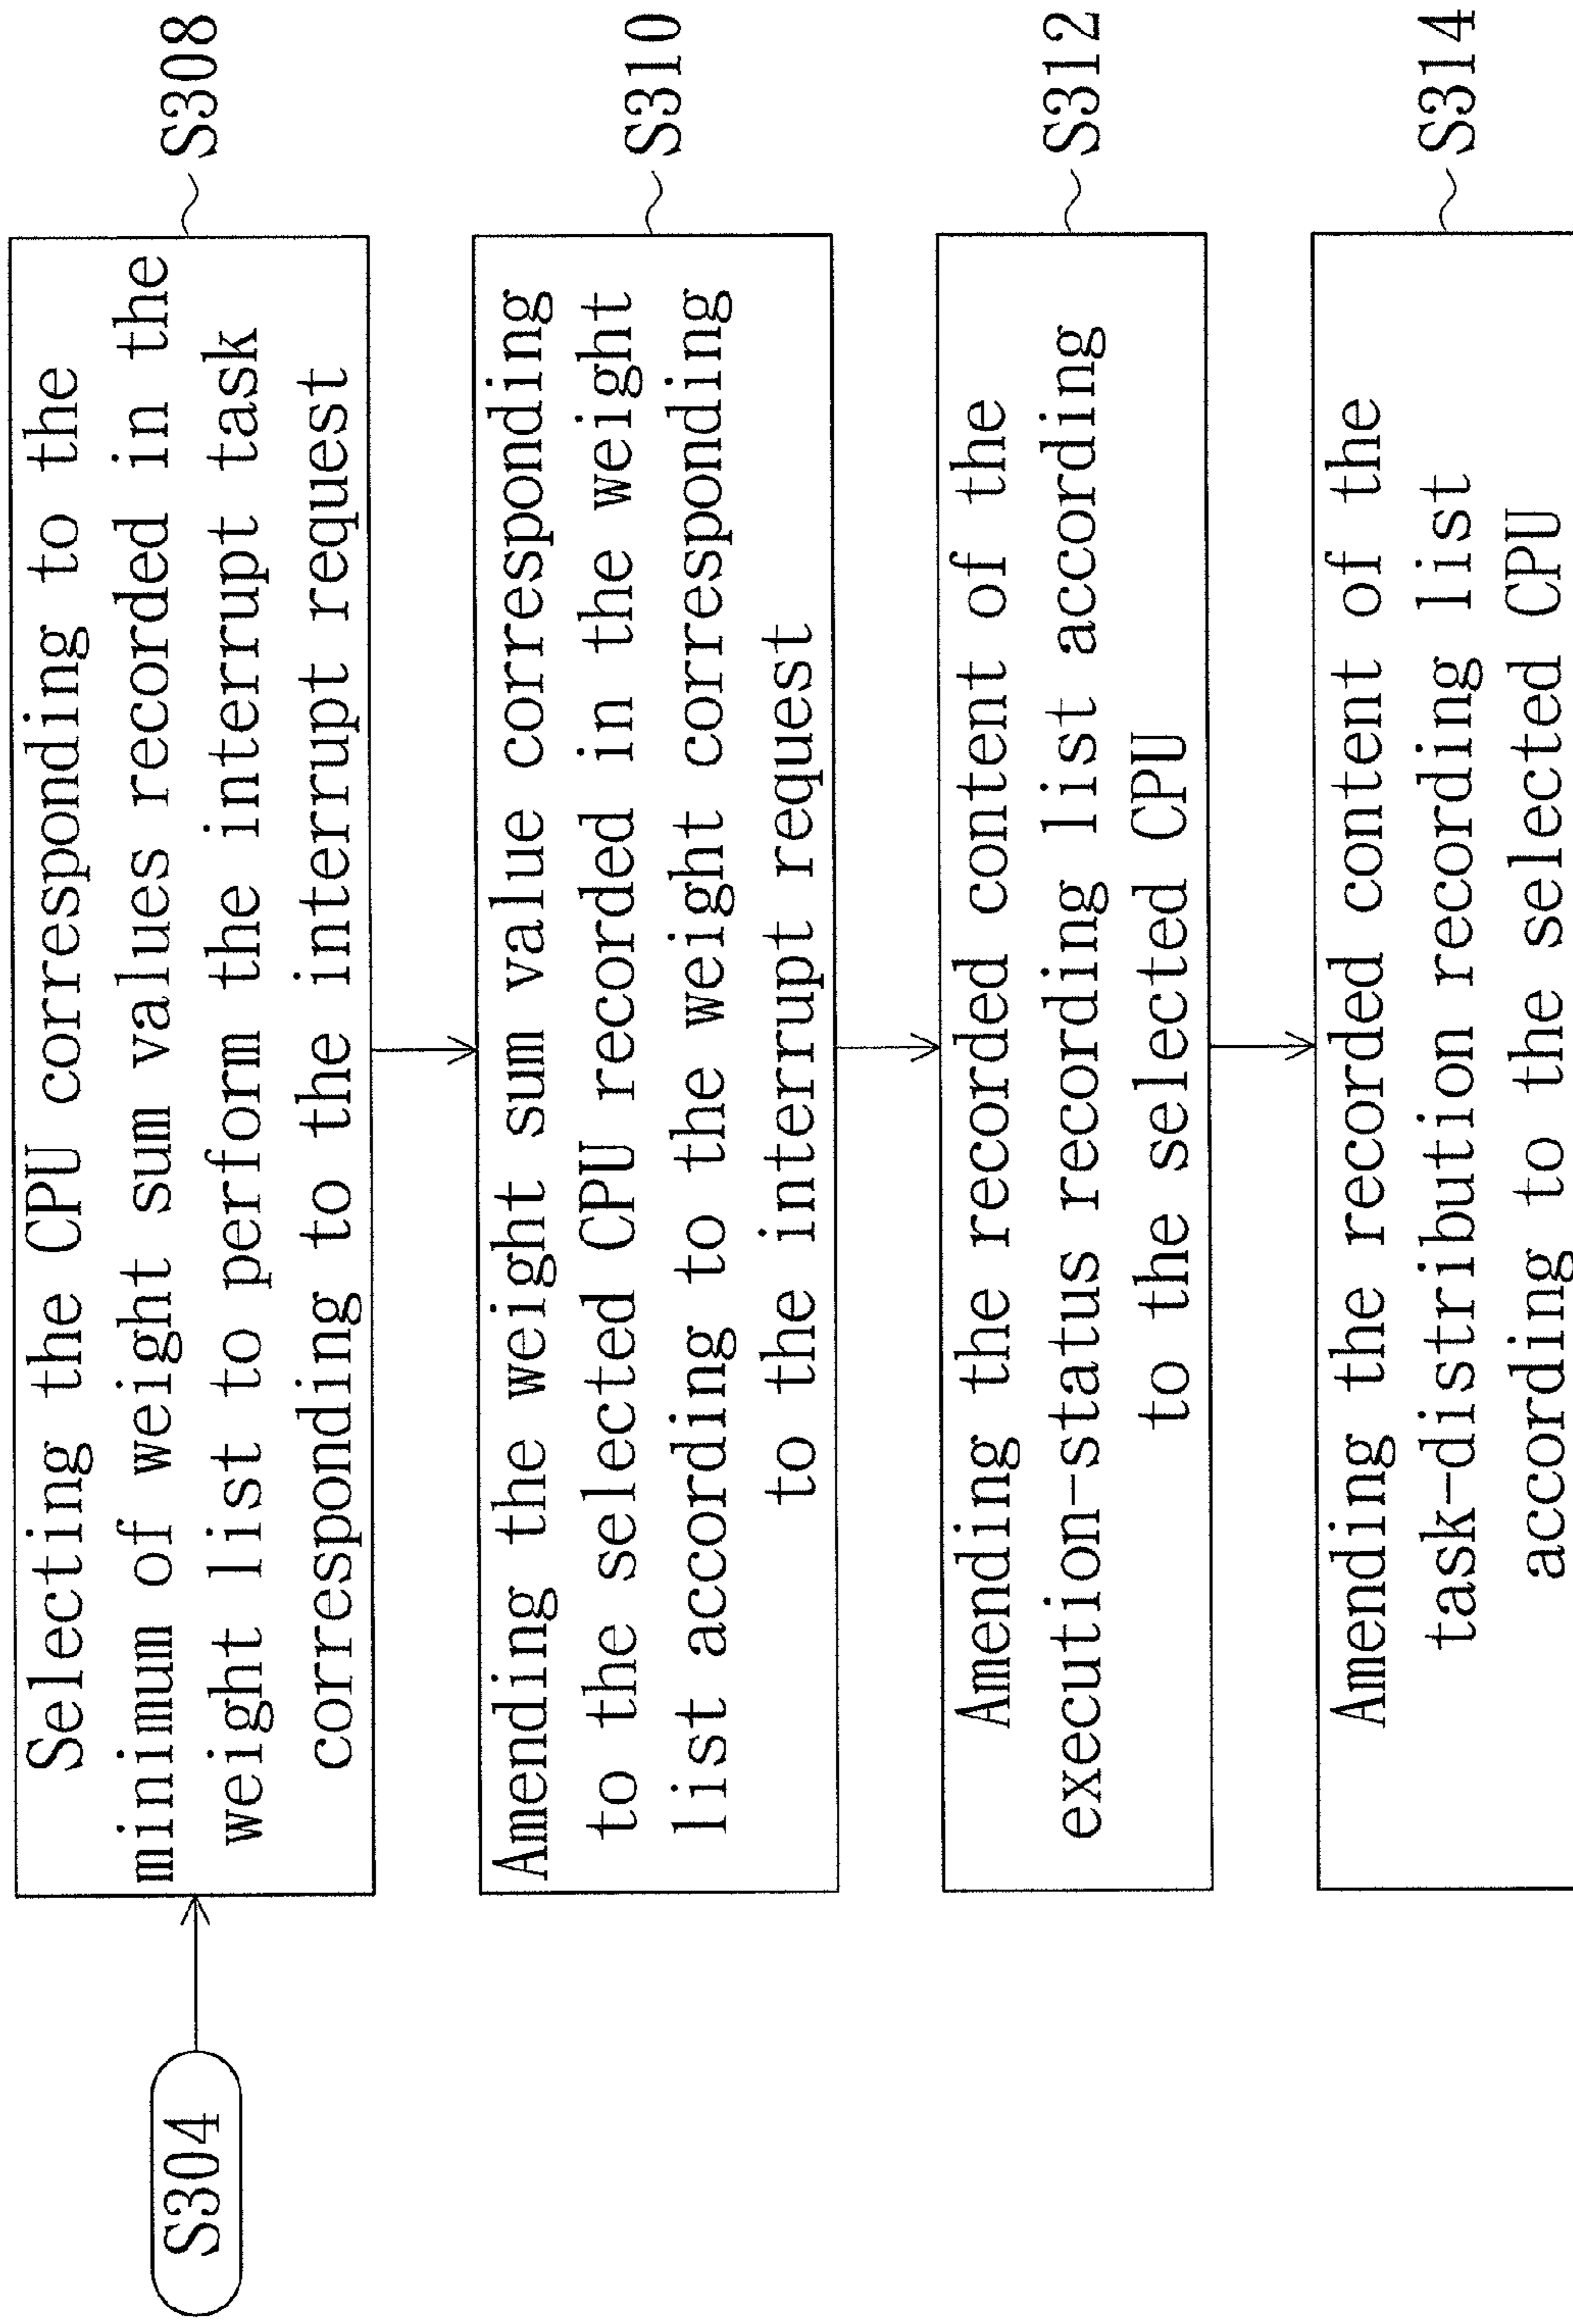 S304
Selecting the CPU corresponding to the
minimum of weight sum values recorded in the
weight list to perform the interrupt task
corresponding to the interrupt request
S308
Amending the weight sum value corresponding
to the selected CPU recorded in the weight
list according to the weight corresponding
to the interrupt request
S310
Amending the recorded content of the
execution-status recording list according
to the selected CPU
S312
Amending the recorded content of the
task-distribution recording list
according to the selected CPU
S314